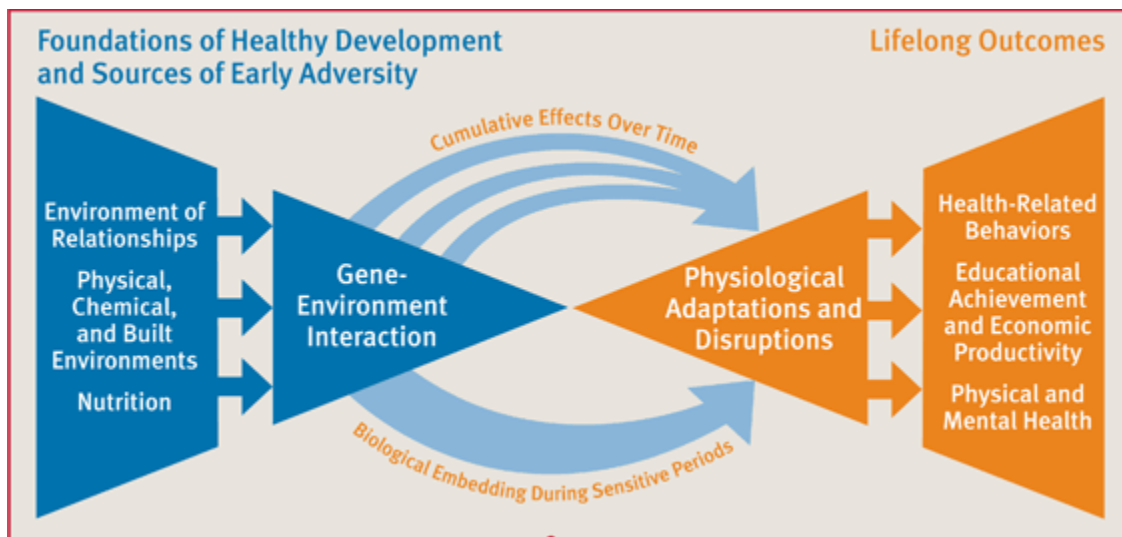 Foundations of Healthy Development
and Sources of Early Adversity
Lifelong Outcomes
Cumulative Effects Over Time
Environment of
Relationships
Physical,
Chemical,
and Built
Environments
Nutrition
Gene-
Environment
Interaction
Physiological
Adaptations and
Disruptions
Health-Related
Behaviors
Educational
Achievement
and Economic
Productivity
Physical and
Mental Health
Biological Embedding During Sensitive Periods